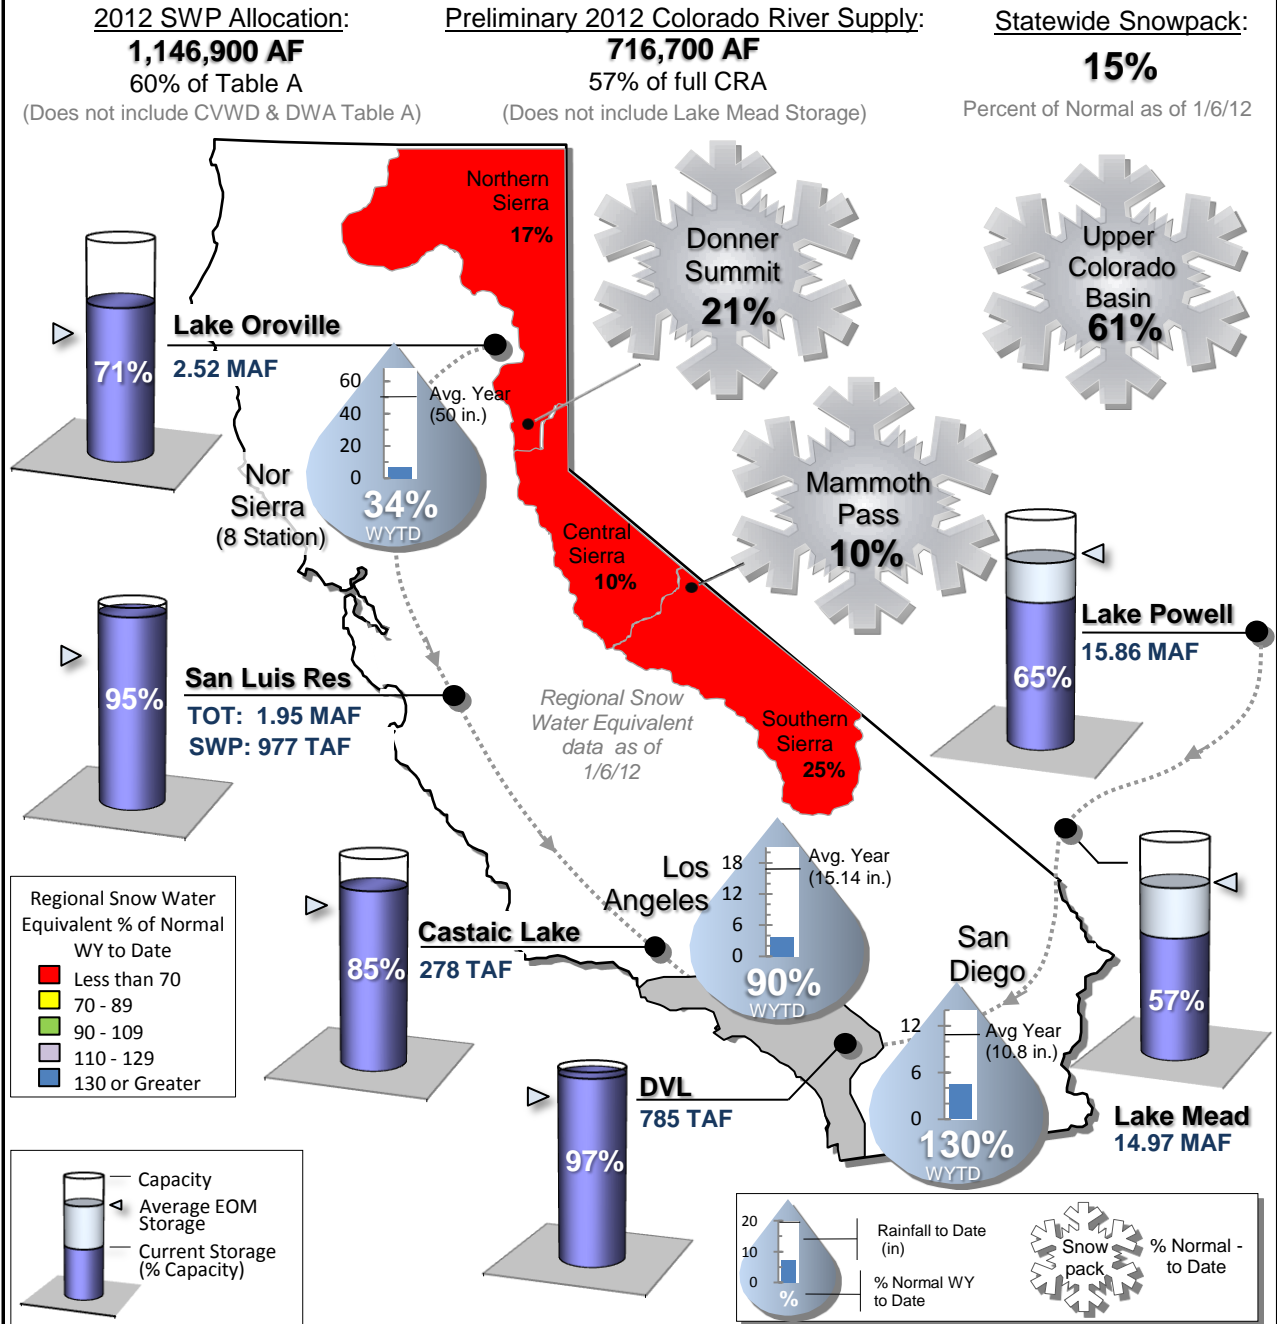 2012 SWP Allocation:
1,146,900 AF
60% of Table A
(Does not include CVWD & DWA Table A)
Preliminary 2012 Colorado River Supply:
716,700 AF
57% of full CRA
(Does not include Lake Mead Storage)
Statewide Snowpack:
15%
Percent of Normal as of 1/6/12
Northern
Sierra
17%
Donner
Summit
21%
Upper
Colorado
Basin
61%
71%
Lake Oroville
2.52 MAF
60
40
20
0
Avg. Year
(50 in.)
34%
WYTD
Nor
Sierra
(8 Station)
Mammoth
Pass
10%
Central
Sierra
10%
Lake Powell
15.86 MAF
65%
95%
San Luis Res
TOT: 1.95 MAF
SWP: 977 TAF
Regional Snow
Water Equivalent
data as of
1/6/12
Southern
Sierra
25%
Los
Angeles
18
12
6
0
Avg. Year
(15.14 in.)
90%
WYTD
Regional Snow Water
Equivalent % of Normal
WY to Date
Less than 70
70 - 89
90 - 109
110 - 129
130 or Greater
85%
Castaic Lake
278 TAF
San
Diego
12
6
0
Avg Year
(10.8 in.)
130%
WYTD
57%
Lake Mead
14.97 MAF
97%
DVL
785 TAF
Capacity
Average EOM
Storage
Current Storage
(% Capacity)
20
10
0
%
Rainfall to Date
(in)
% Normal WY
to Date
Snow
pack
% Normal -
to Date